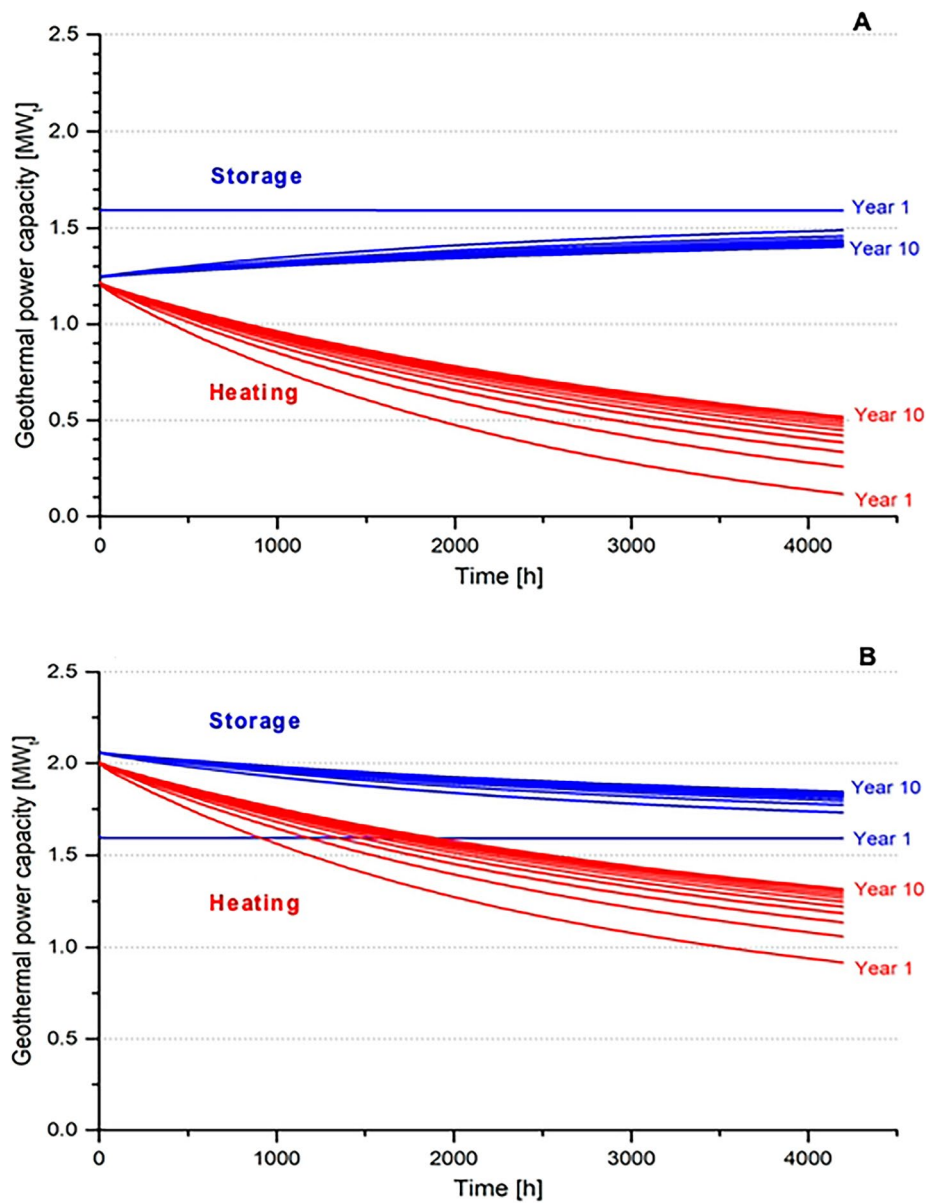 A
2.5
2.0
1.5
1.0
0.5
0.0
Geothermal power capacity [MWt]
Storage
Year 1
Year 10
Heating
Year 10
Year 1
0 1000 2000 3000 4000
Time [h]
B
2.5
2.0
1.5
1.0
0.5
0.0
Geothermal power capacity [MWt]
Storage
Year 10
Year 1
Year 10
Heating
Year 1
0 1000 2000 3000 4000
Time [h]